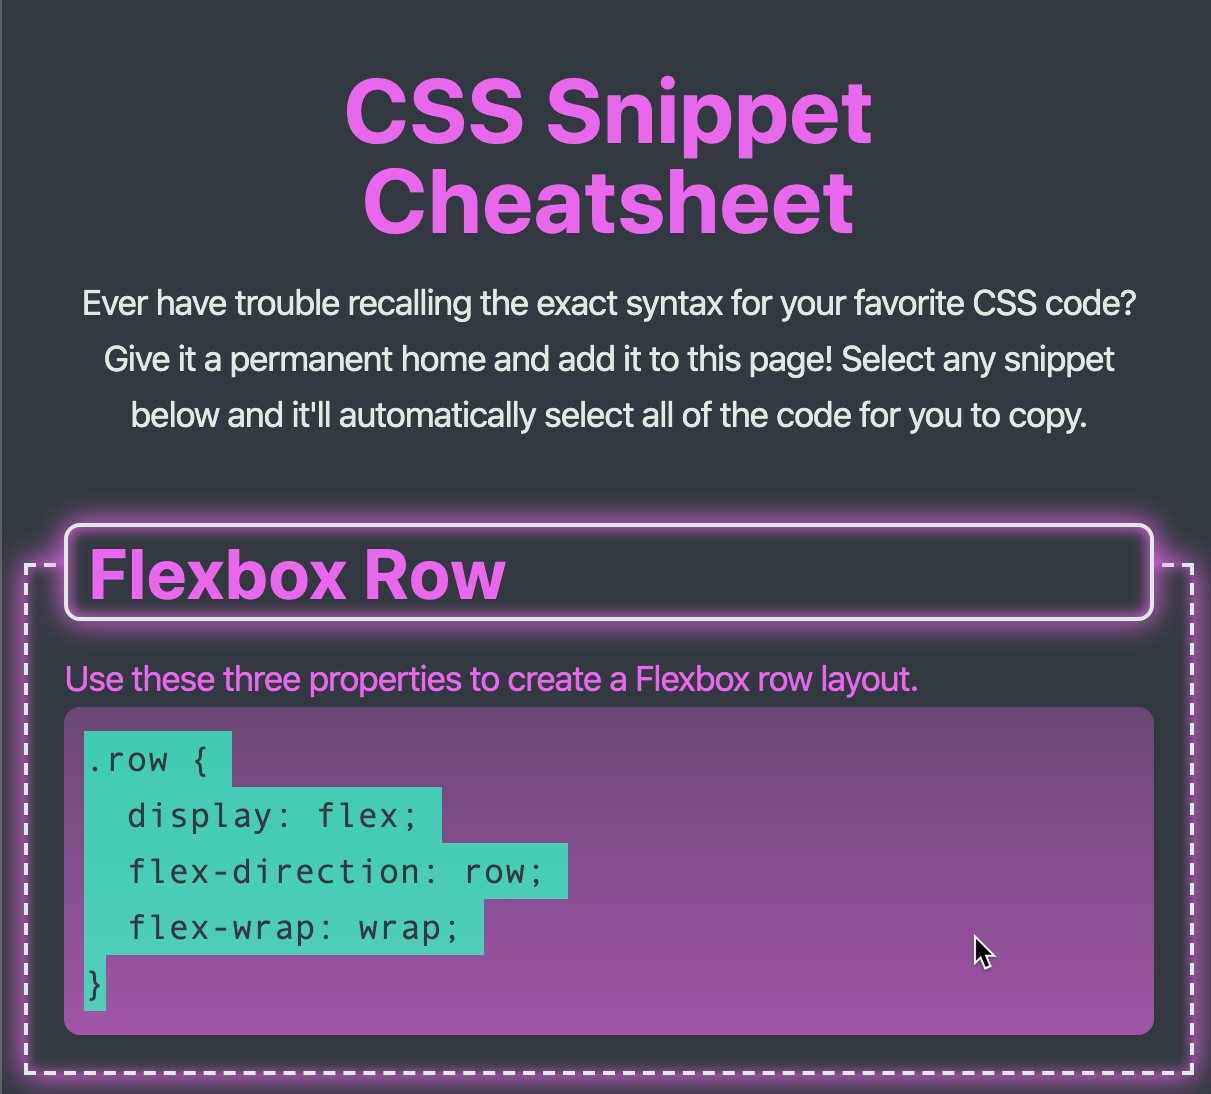 CSS Snippet
Cheatsheet
Ever have trouble recalling the exact syntax for your favorite CSS code?
Give it a permanent home and add it to this page! Select any snippet
below and it'll automatically select all of the code for you to copy.
Flexbox Row
Use these three properties to create a Flexbox row layout.
.row {
  display: flex;
  flex-direction: row;
  flex-wrap: wrap;
}